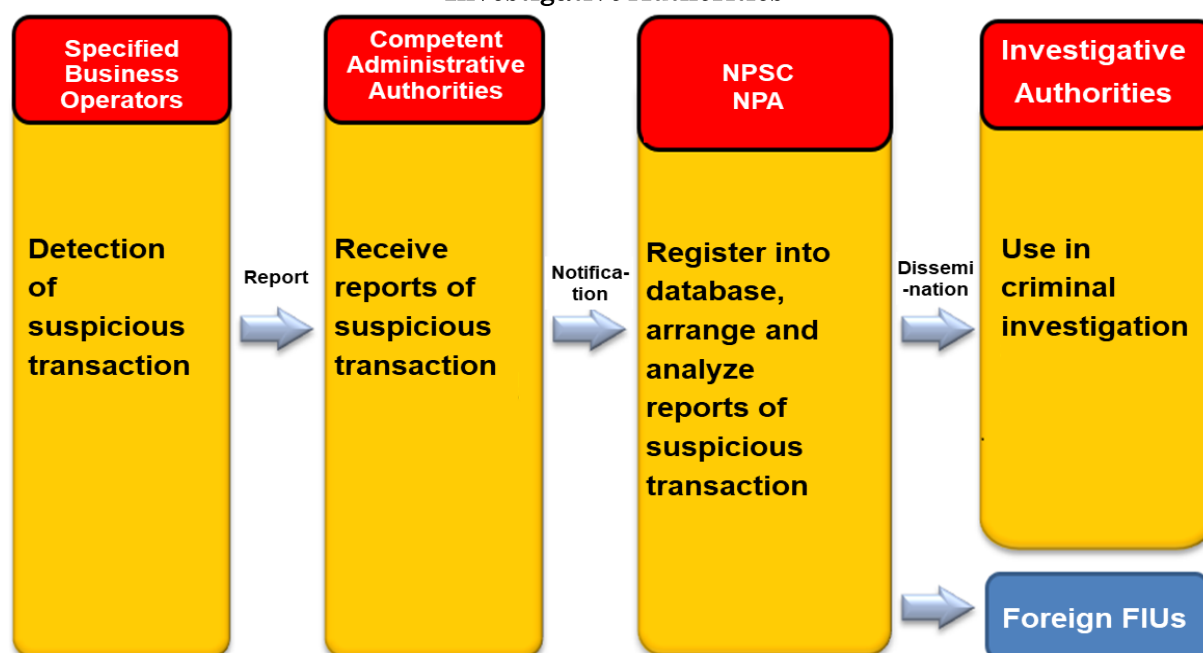 Investigative Authorities
Specified
Business
Operators
Detection
of
suspicious
transaction
Report
Competent
Administrative
Authorities
Receive
reports of
suspicious
transaction
Notifica-
tion
NPSC
NPA
Register into
database,
arrange and
analyze
reports of
suspicious
transaction
Dissemi
-nation
Investigative
Authorities
Use in
criminal
investigation
Foreign FIUs